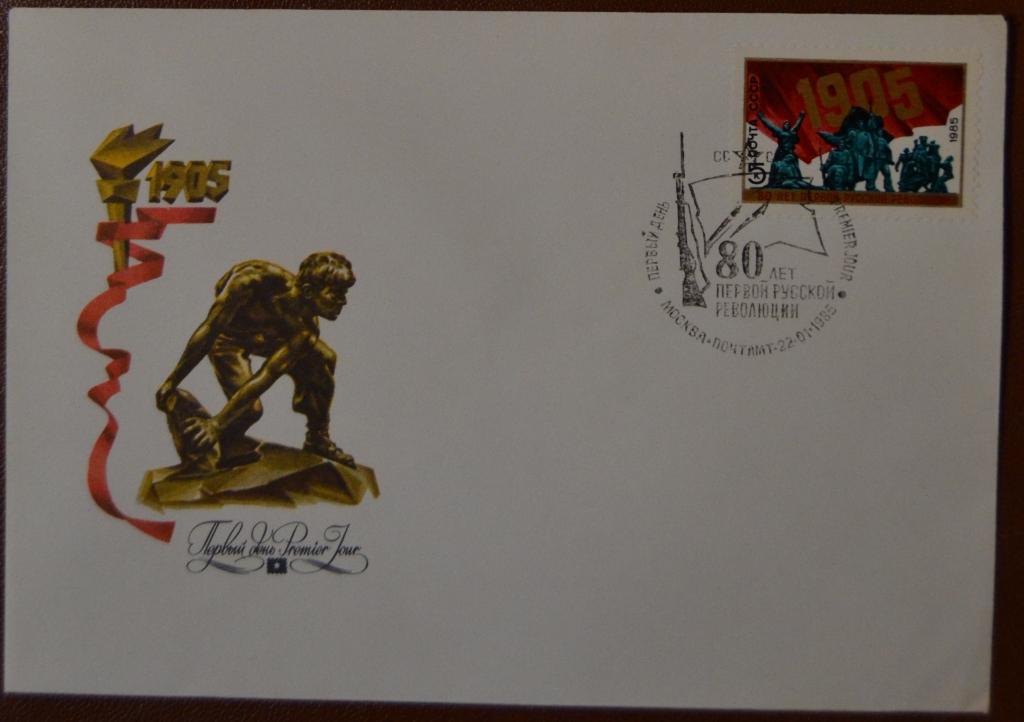 1905
Первый день Premier Jour
1905
ПОЧТА СССР
1985
80 ЛЕТ ПЕРВОЙ РУССКОЙ РЕВОЛЮЦИИ
ПЕРВЫЙ ДЕНЬ
PREMIER JOUR
80 ЛЕТ
ПЕРВОЙ РУССКОЙ
РЕВОЛЮЦИИ
МОСКВА • ПОЧТАМТ - 22-01-1985